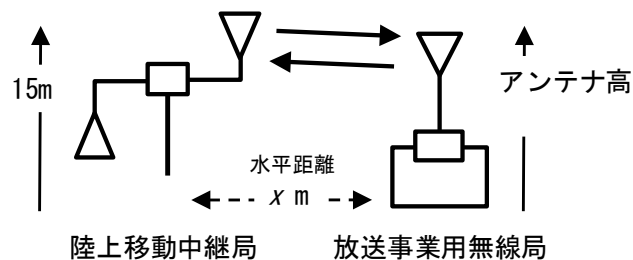 15m
アンテナ高
水平距離
x m
陸上移動中継局
放送事業用無線局